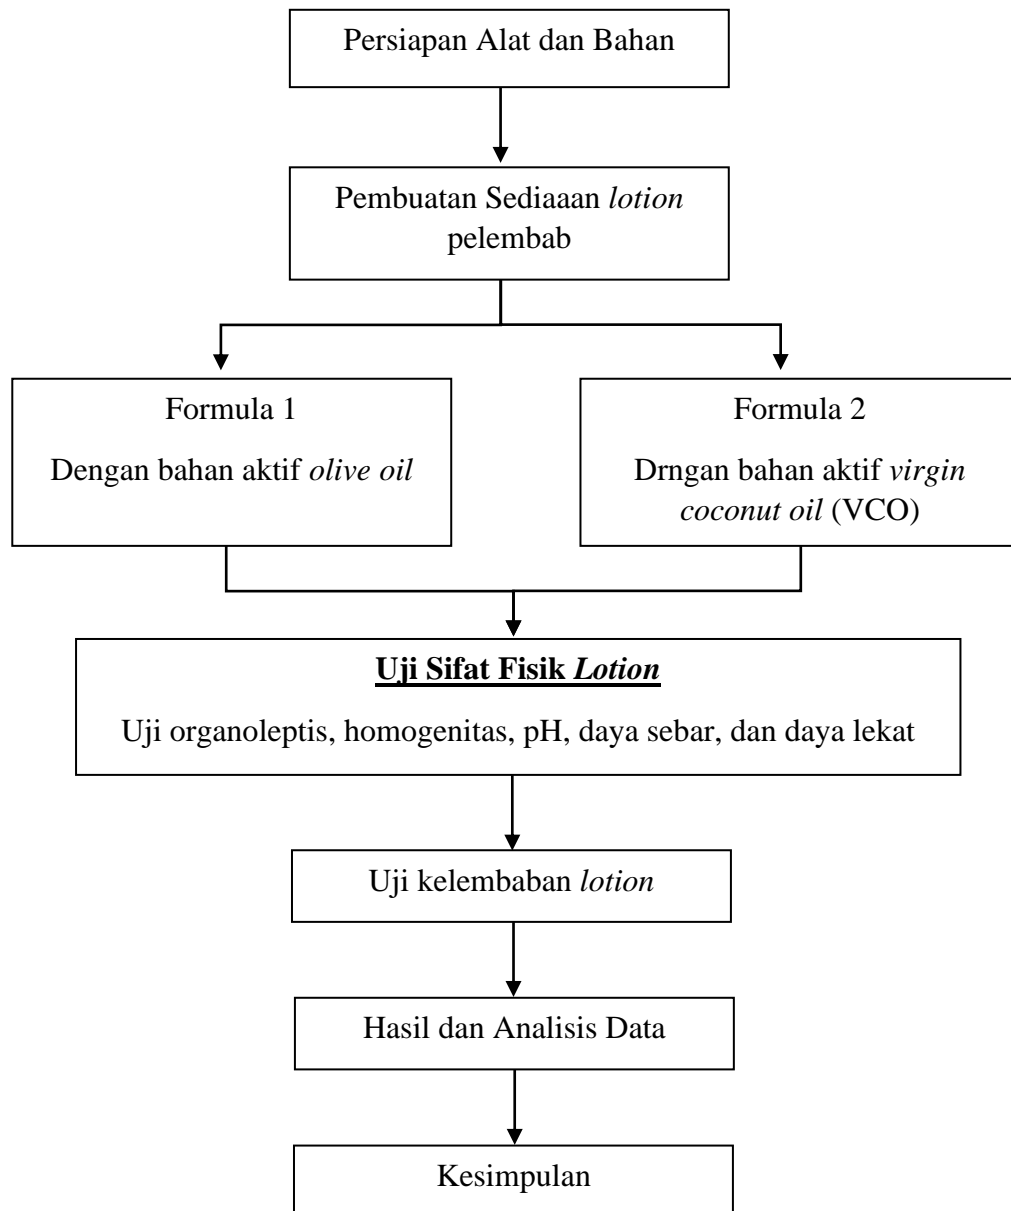 Persiapan Alat dan Bahan
Pembuatan Sediaaan lotion
pelembab
Formula 1
Dengan bahan aktif olive oil
Formula 2
Drngan bahan aktif virgin
coconut oil (VCO)
Uji Sifat Fisik Lotion
Uji organoleptis, homogenitas, pH, daya sebar, dan daya lekat
Uji kelembaban lotion
Hasil dan Analisis Data
Kesimpulan